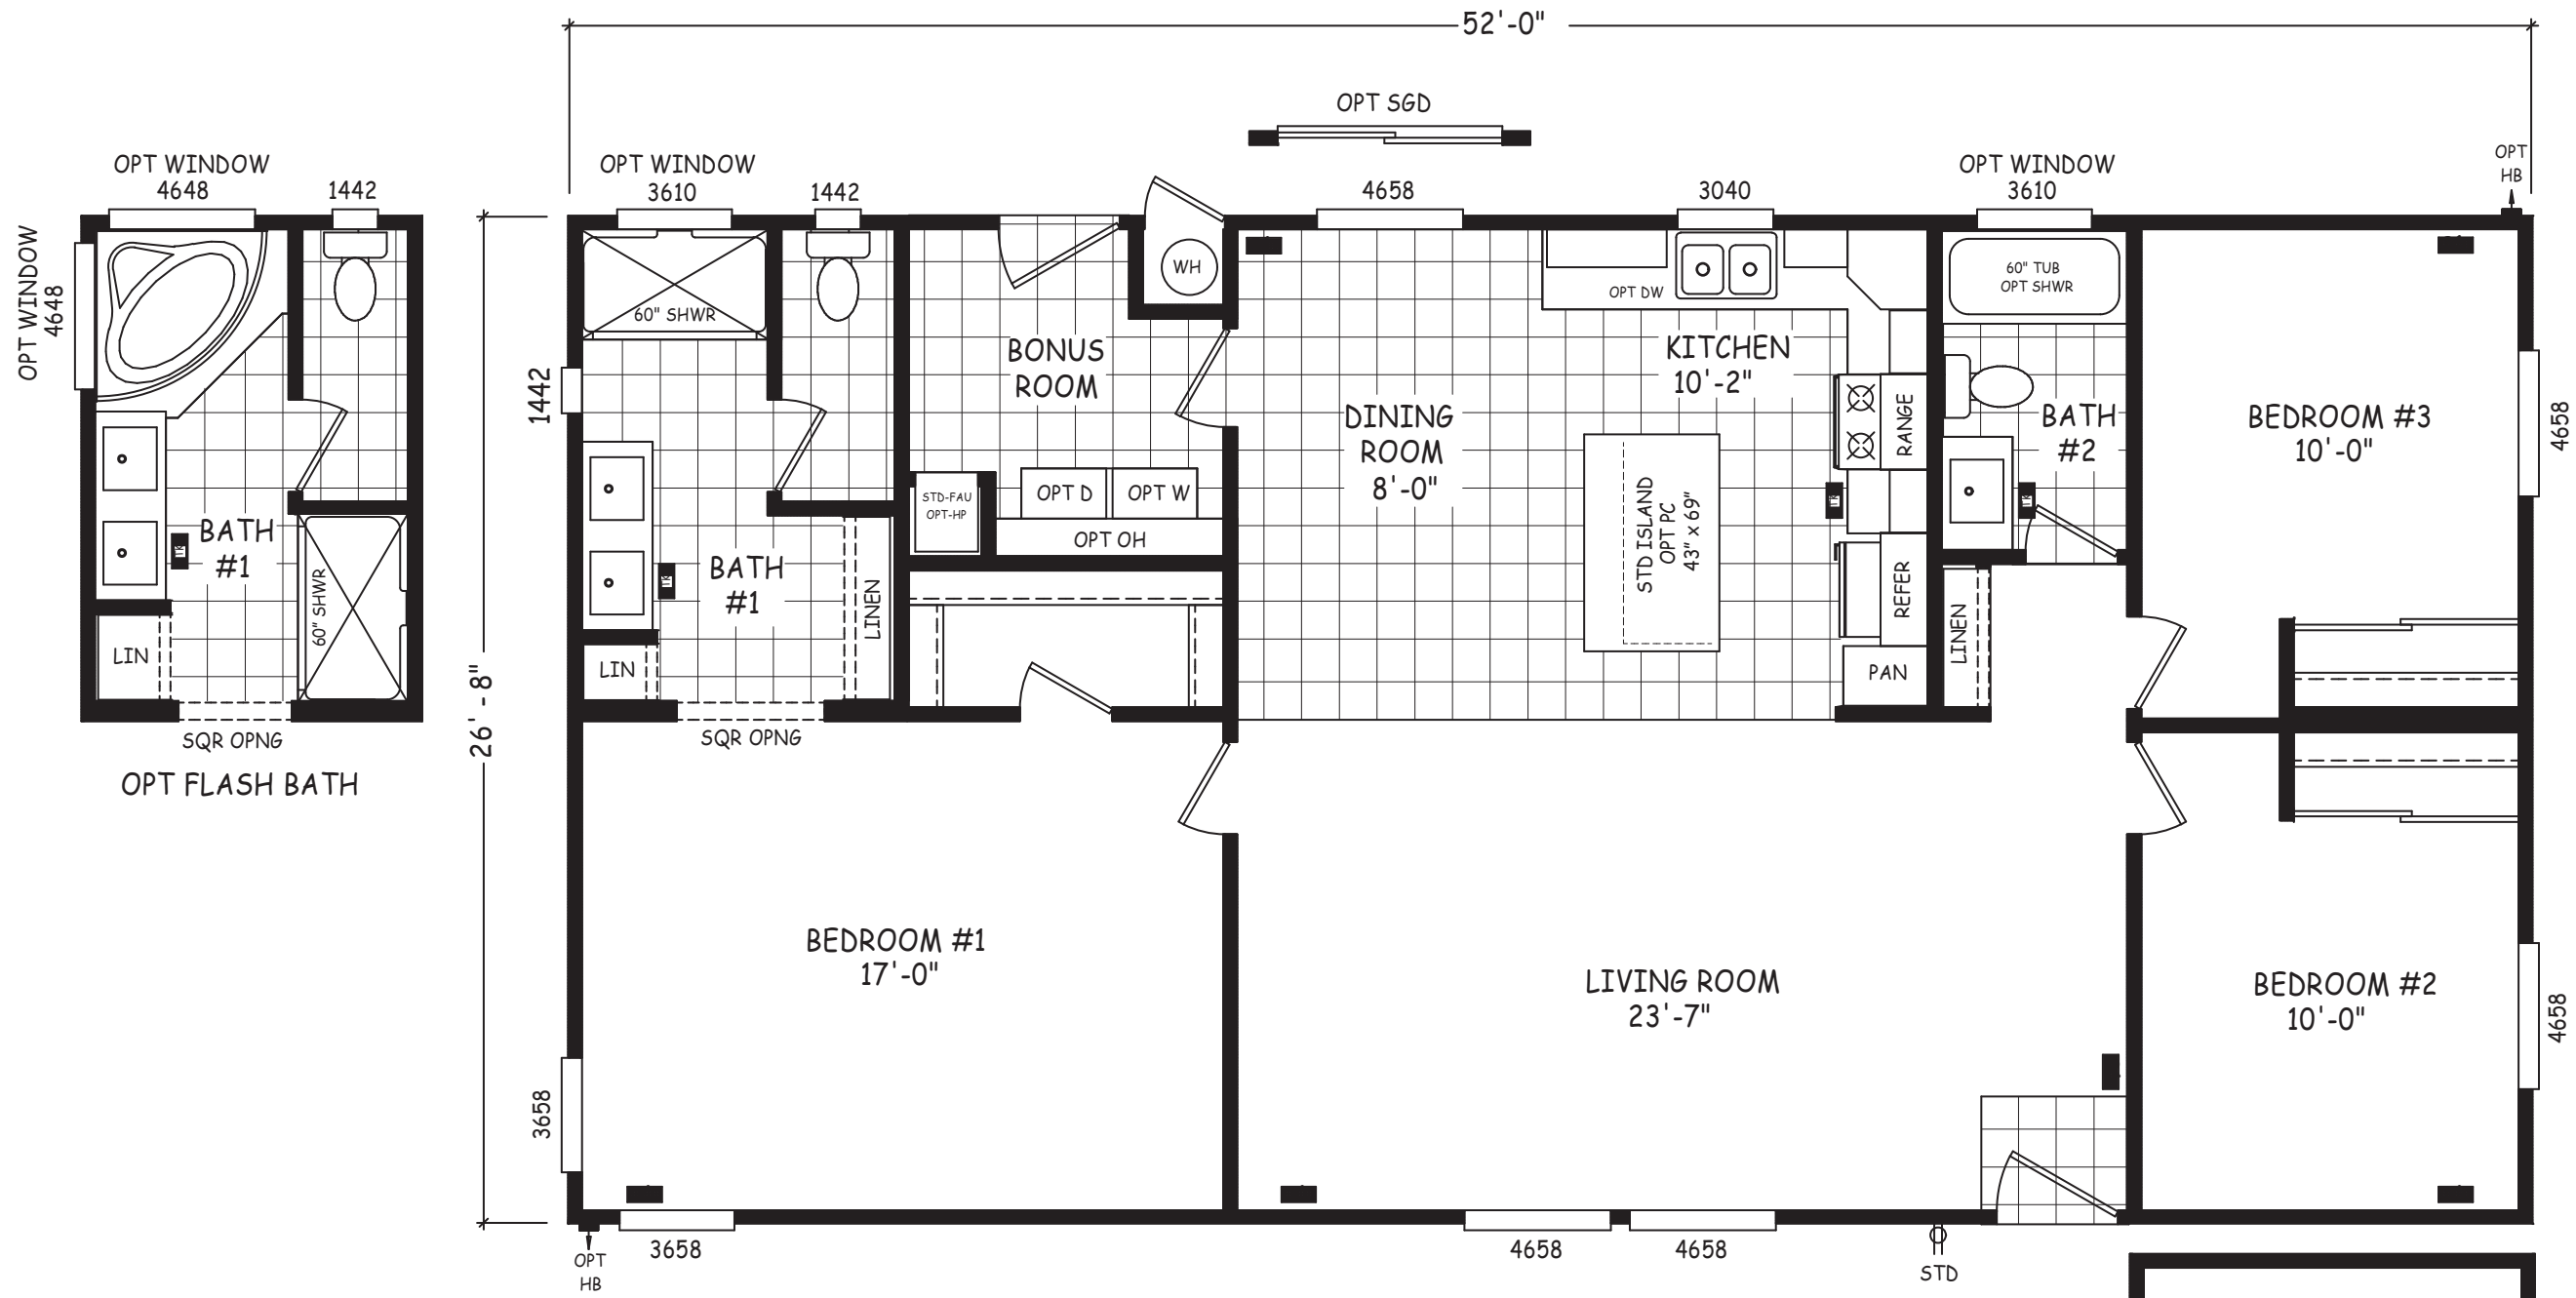 52'-0"
OPT SGD
OPT WINDOW
4648
1442
OPT WINDOW
3610
1442
4658
3040
OPT WINDOW
3610
OPT
HB
OPT WINDOW
4648
BATH
#1
60" SHWR
LIN
SQR OPNG
OPT FLASH BATH
26'-8"
1442
60" SHWR
BATH
#1
LINEN
LIN
SQR OPNG
WH
BONUS
ROOM
STD-FAU
OPT-HP
OPT D
OPT W
OPT OH
DINING
ROOM
8'-0"
OPT DW
KITCHEN
10'-2"
STD ISLAND
OPT PC
43" x 69"
RANGE
REFER
PAN
60" TUB
OPT SHWR
BATH
#2
LINEN
BEDROOM #3
10'-0"
4658
BEDROOM #1
17'-0"
LIVING ROOM
23'-7"
BEDROOM #2
10'-0"
4658
3658
OPT
HB
3658
4658
4658
STD